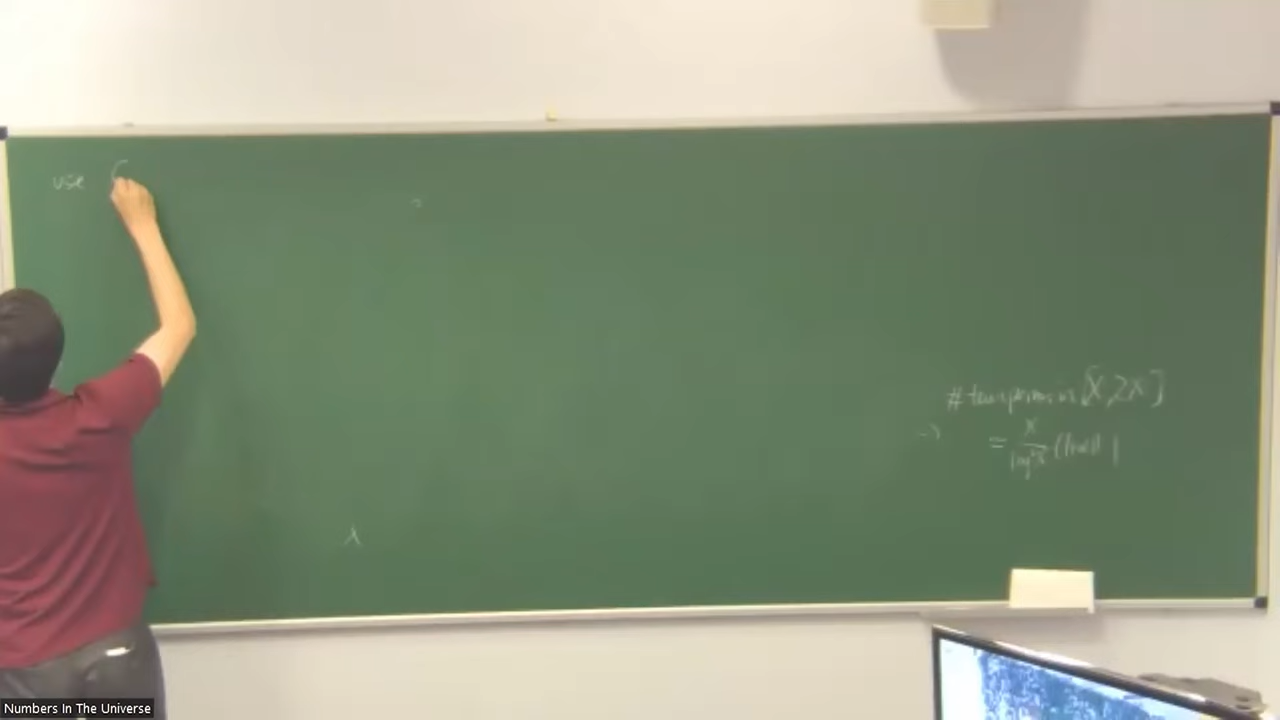 use
# twin primes in [X, 2X]
→
= X / log²X (1+o(1))
λ
Numbers In The Universe